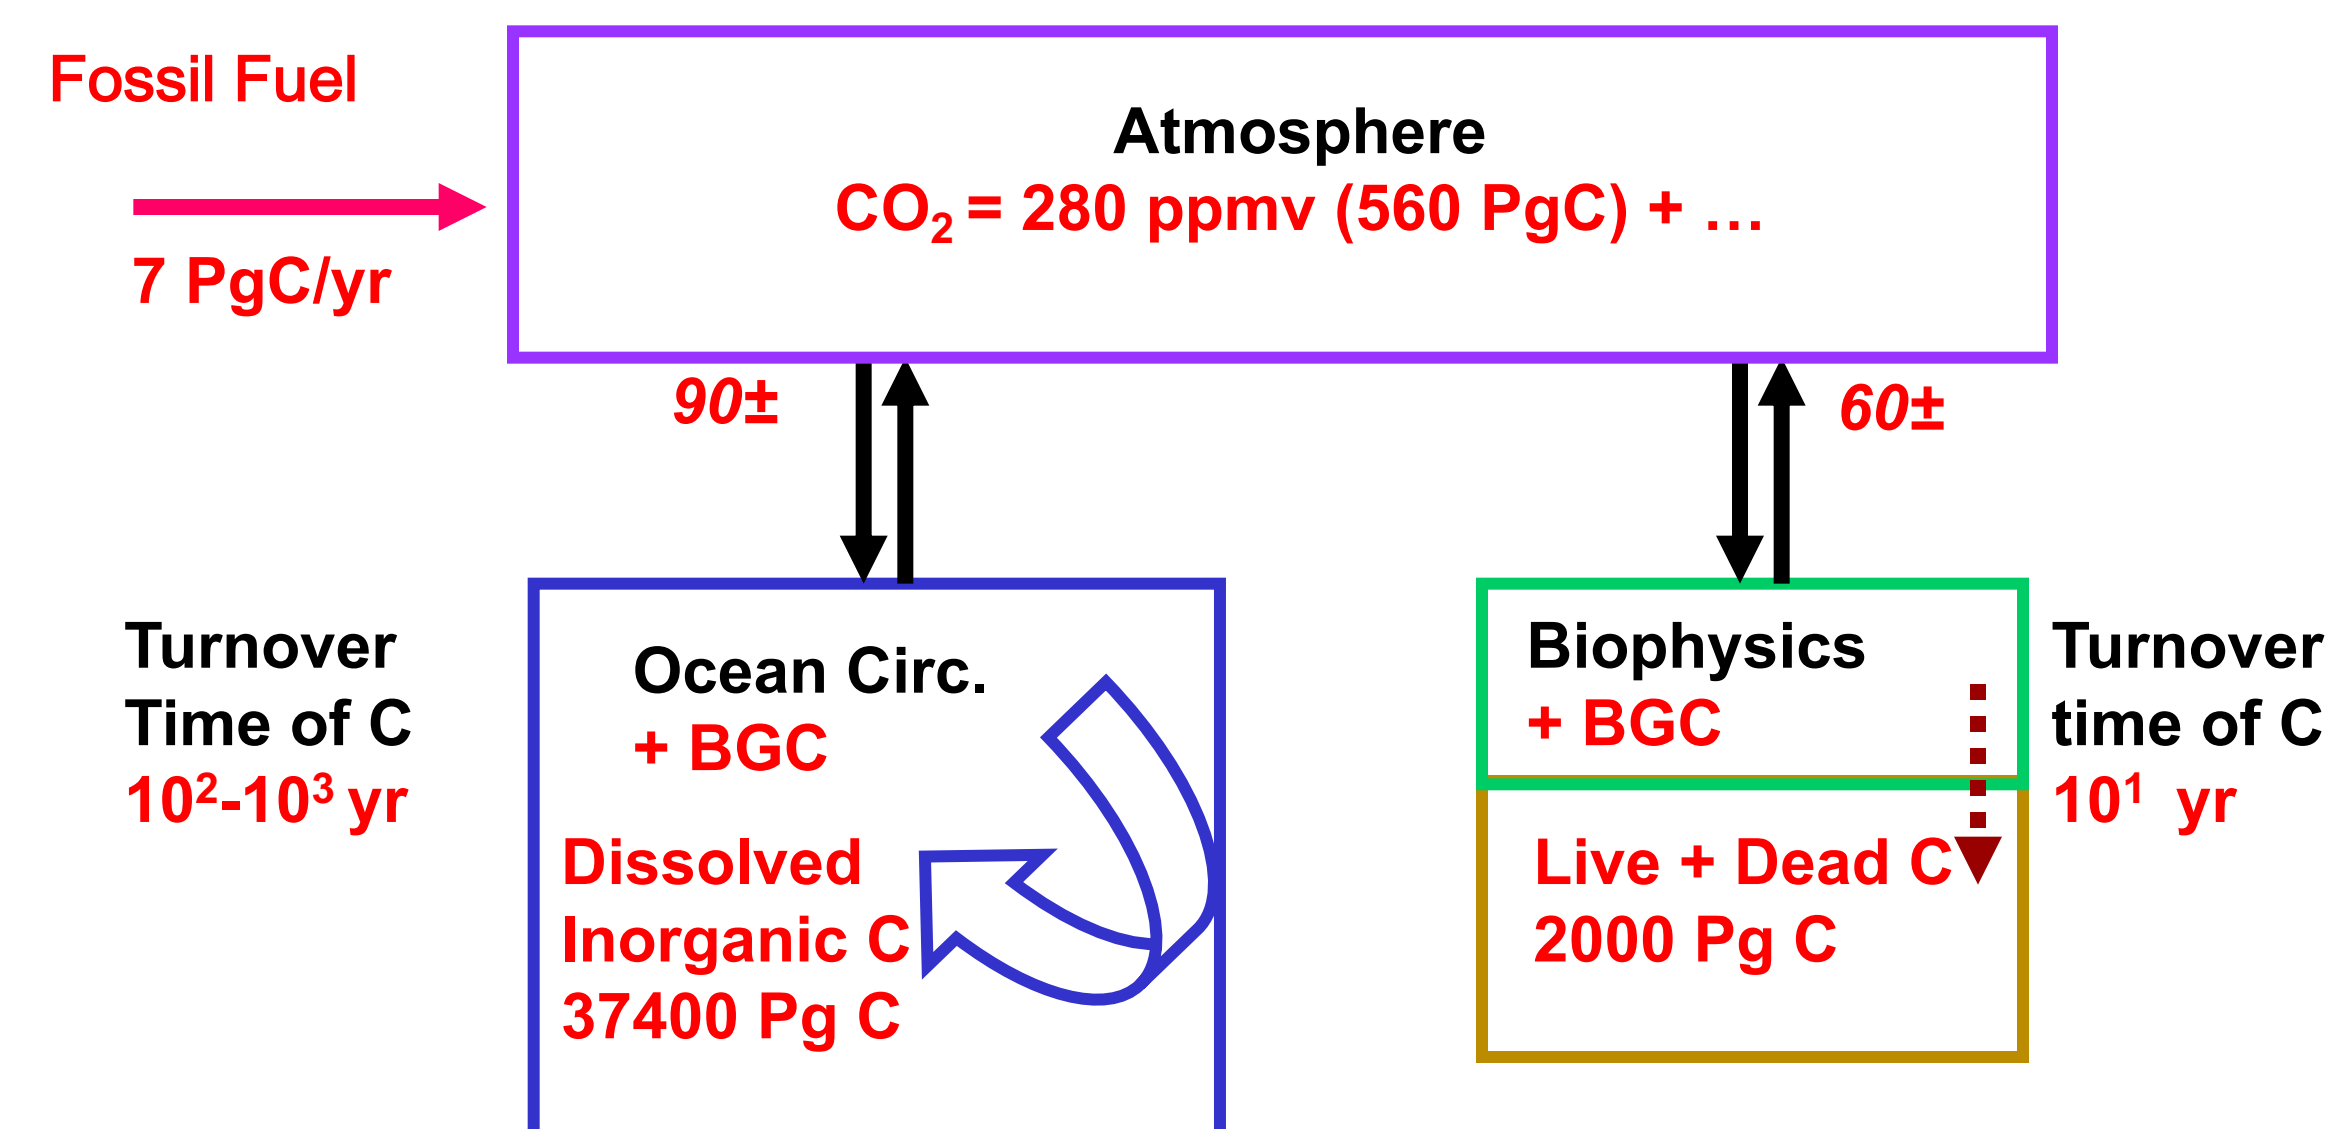 Fossil Fuel
7 PgC/yr
Atmosphere
CO₂ = 280 ppmv (560 PgC) + …
90±
60±
Turnover
Time of C
10²-10³ yr
Ocean Circ.
+ BGC
Dissolved
Inorganic C
37400 Pg C
Biophysics
+ BGC
Live + Dead C
2000 Pg C
Turnover
time of C
10¹ yr